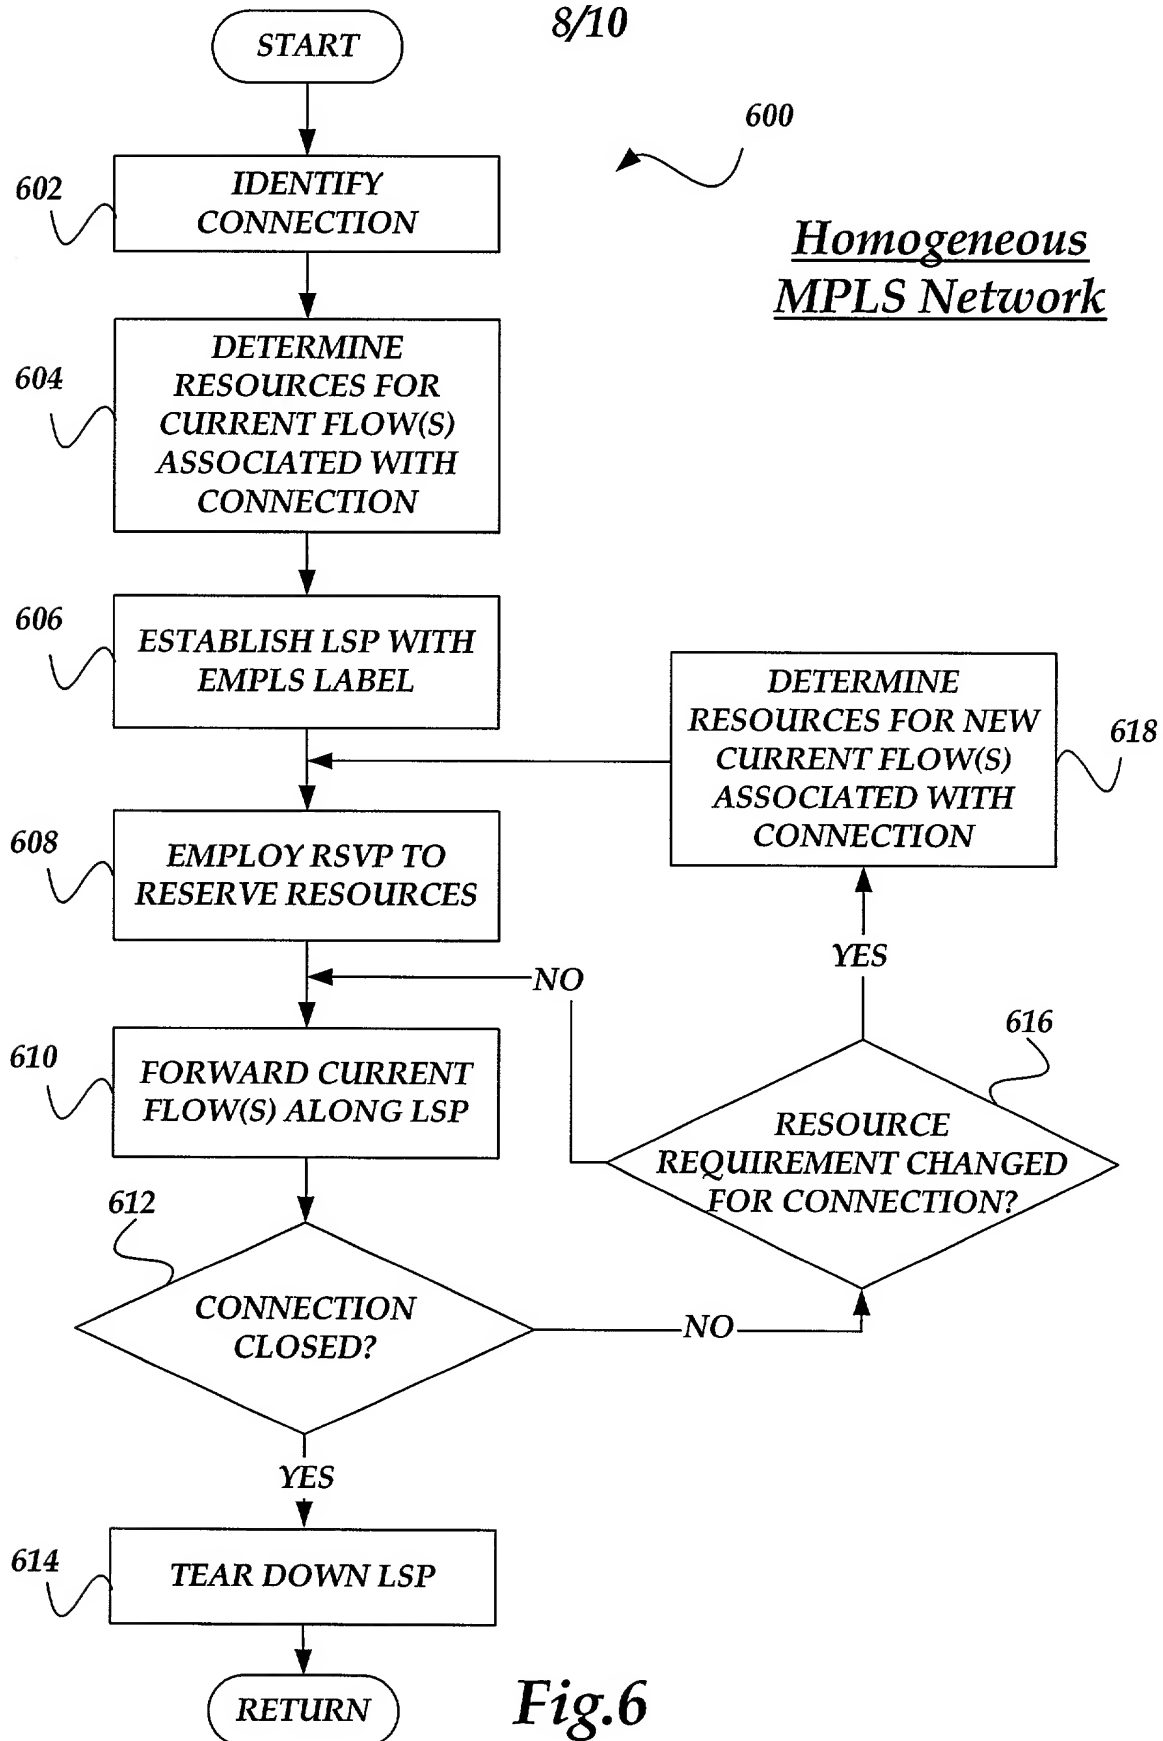 8/10
START
600
602
IDENTIFY
CONNECTION
Homogeneous
MPLS Network
604
DETERMINE
RESOURCES FOR
CURRENT FLOW(S)
ASSOCIATED WITH
CONNECTION
606
ESTABLISH LSP WITH
EMPLS LABEL
DETERMINE
RESOURCES FOR NEW
CURRENT FLOW(S)
ASSOCIATED WITH
CONNECTION
618
608
EMPLOY RSVP TO
RESERVE RESOURCES
YES
NO
616
610
FORWARD CURRENT
FLOW(S) ALONG LSP
RESOURCE
REQUIREMENT CHANGED
FOR CONNECTION?
612
CONNECTION
CLOSED?
NO
YES
614
TEAR DOWN LSP
RETURN
Fig.6